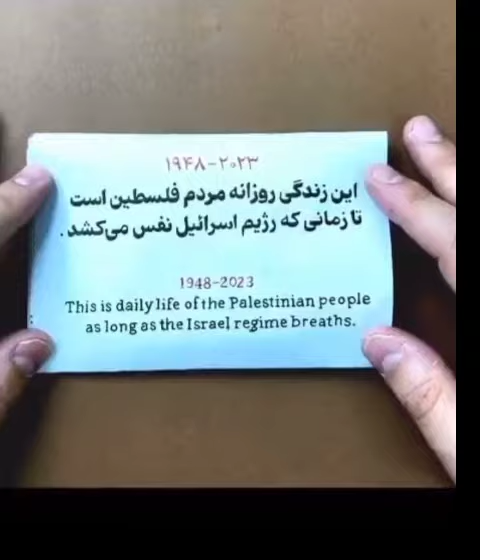 ۱۹۴۸-۲۰۲۳
این زندگی روزانه مردم فلسطین است
تا زمانی که رژیم اسرائیل نفس می‌کشد.
1948-2023
This is daily life of the Palestinian people
as long as the Israel regime breaths.